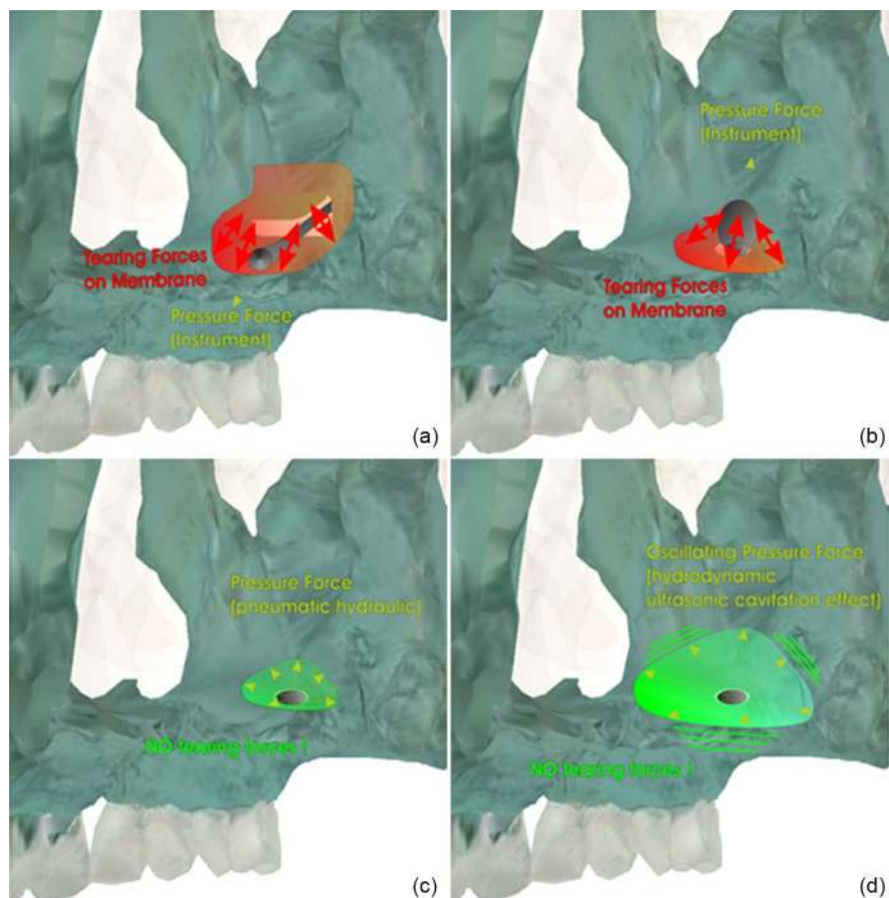 Tearing Forces
on Membrane
Pressure Force
(Instrument)
(a)
Pressure Force
(Instrument)
Tearing Forces
on Membrane
(b)
Pressure Force
(pneumatic hydraulic)
NO tearing forces !
(c)
Oscillating Pressure Force
(hydrodynamic
ultrasonic cavitation effect)
NO tearing forces !
(d)